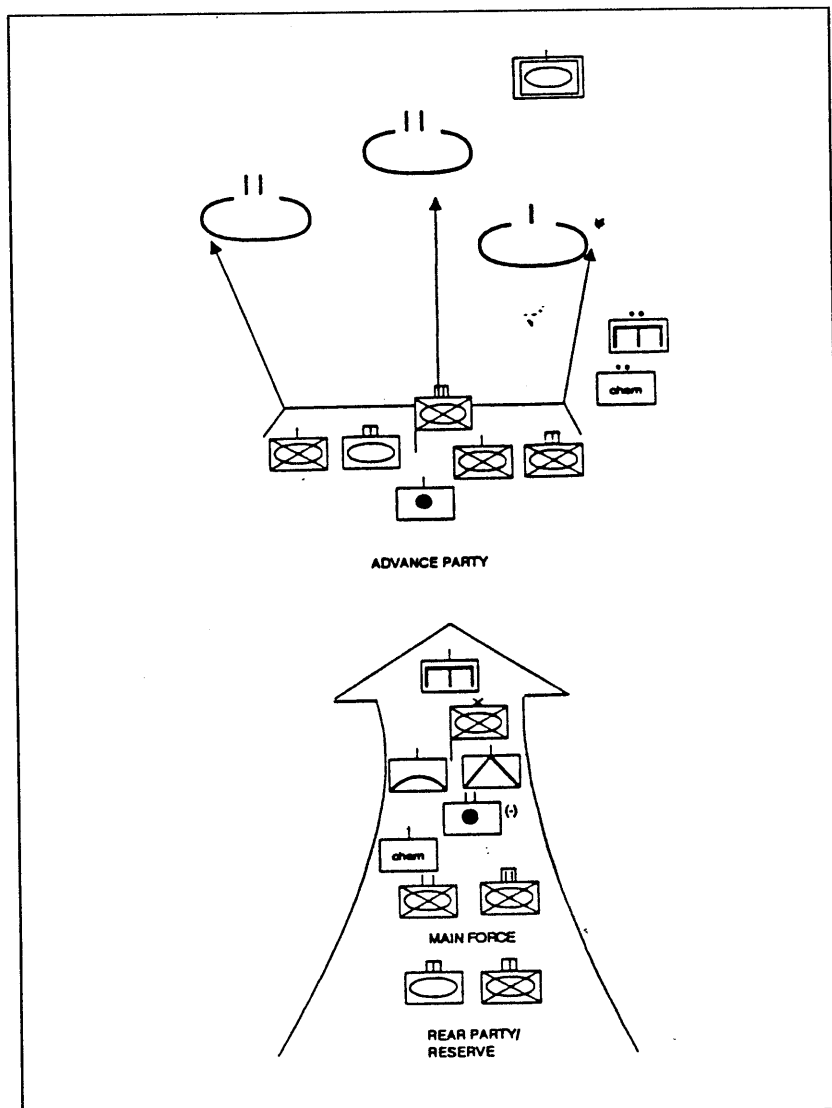 chem
ADVANCE PARTY
(-)
chem
MAIN FORCE
REAR PARTY/
RESERVE